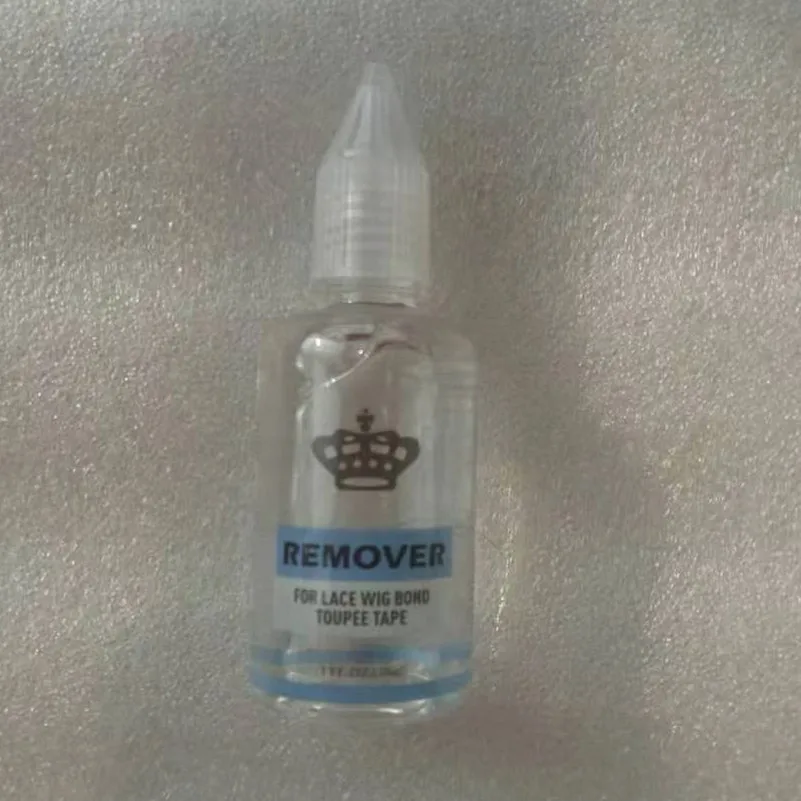 REMOVER
FOR LACE WIG BOND
TOUPEE TAPE